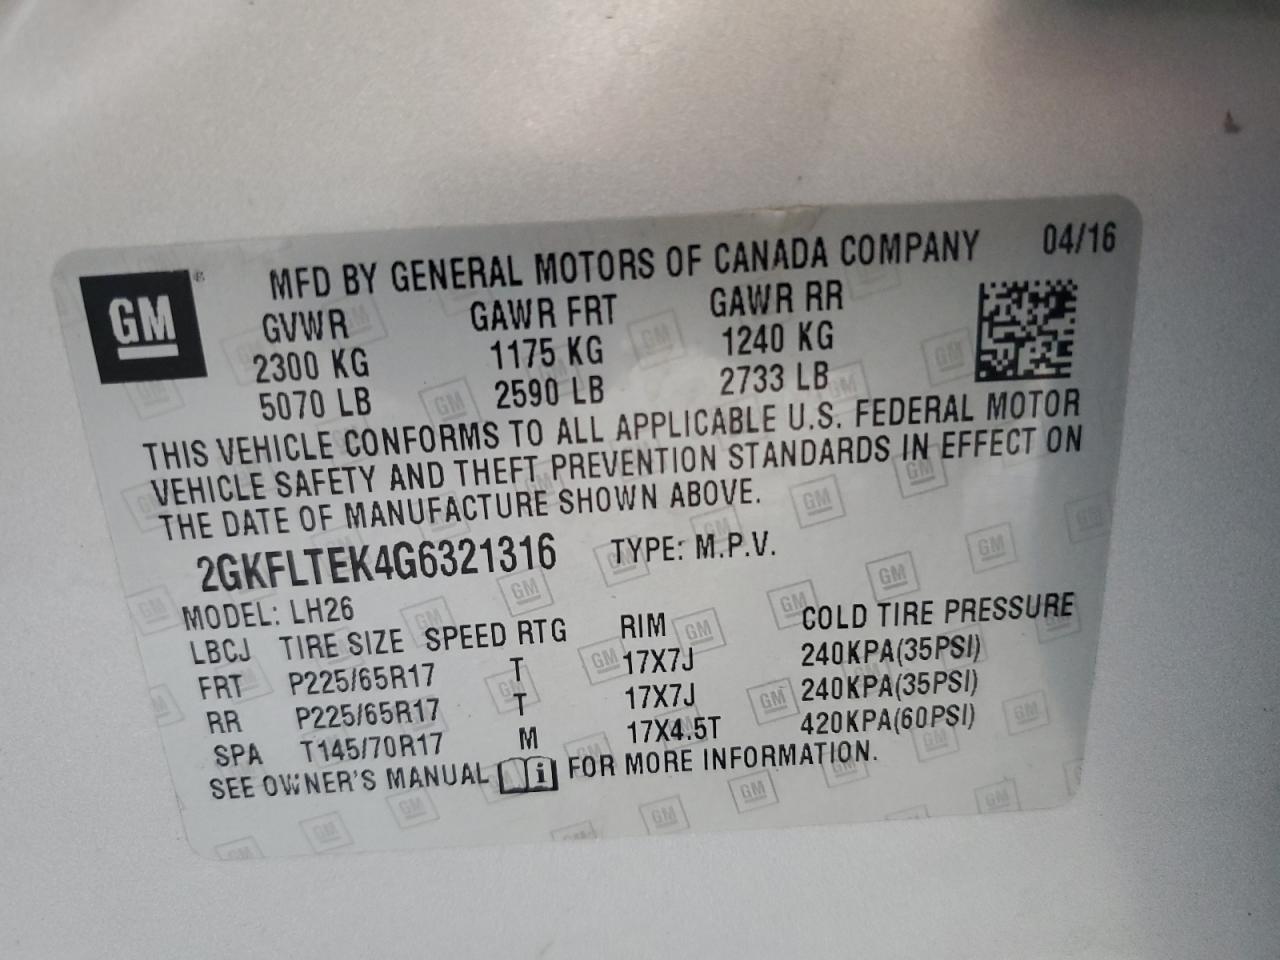 GM®
MFD BY GENERAL MOTORS OF CANADA COMPANY 04/16
GVWR GAWR FRT GAWR RR
2300 KG 1175 KG 1240 KG
5070 LB 2590 LB 2733 LB
THIS VEHICLE CONFORMS TO ALL APPLICABLE U.S. FEDERAL MOTOR
VEHICLE SAFETY AND THEFT PREVENTION STANDARDS IN EFFECT ON
THE DATE OF MANUFACTURE SHOWN ABOVE.
2GKFLTEK4G6321316 TYPE: M.P.V.
MODEL: LH26
LBCJ TIRE SIZE SPEED RTG RIM COLD TIRE PRESSURE
FRT P225/65R17 T 17X7J 240KPA(35PSI)
RR P225/65R17 T 17X7J 240KPA(35PSI)
SPA T145/70R17 M 17X4.5T 420KPA(60PSI)
SEE OWNER'S MANUAL i FOR MORE INFORMATION.